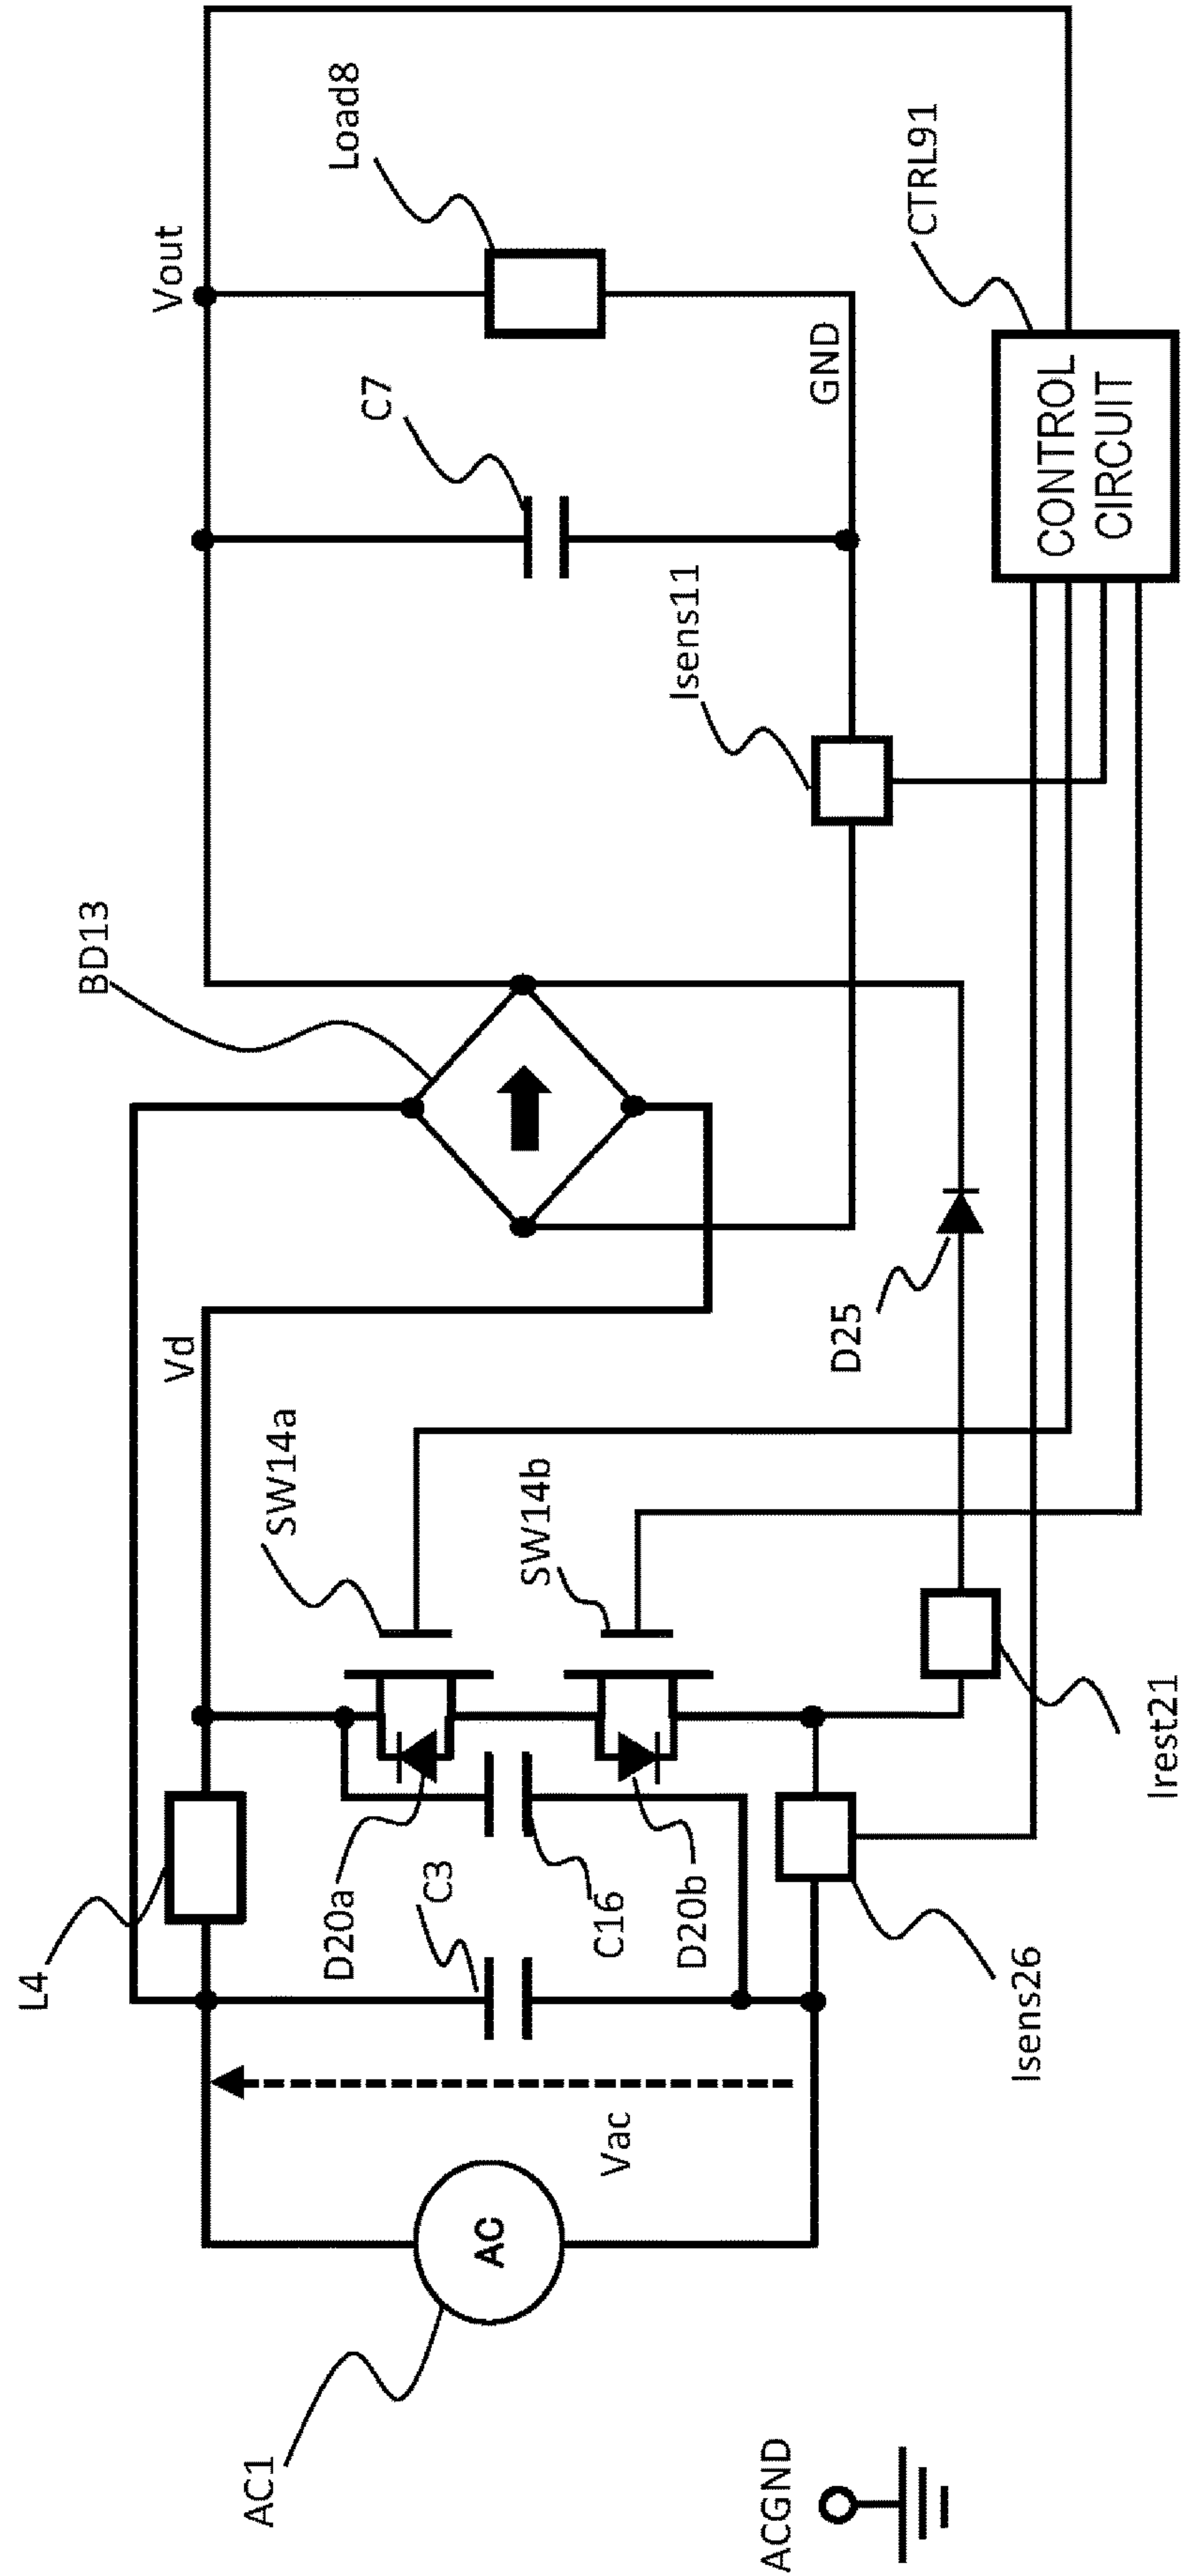 AC1
AC
Vac
ACGND
L4
C3
D20a
C16
D20b
Isens26
SW14a
SW14b
Irest21
Vd
D25
BD13
Isens11
C7
Vout
Load8
GND
CTRL91
CONTROL
CIRCUIT